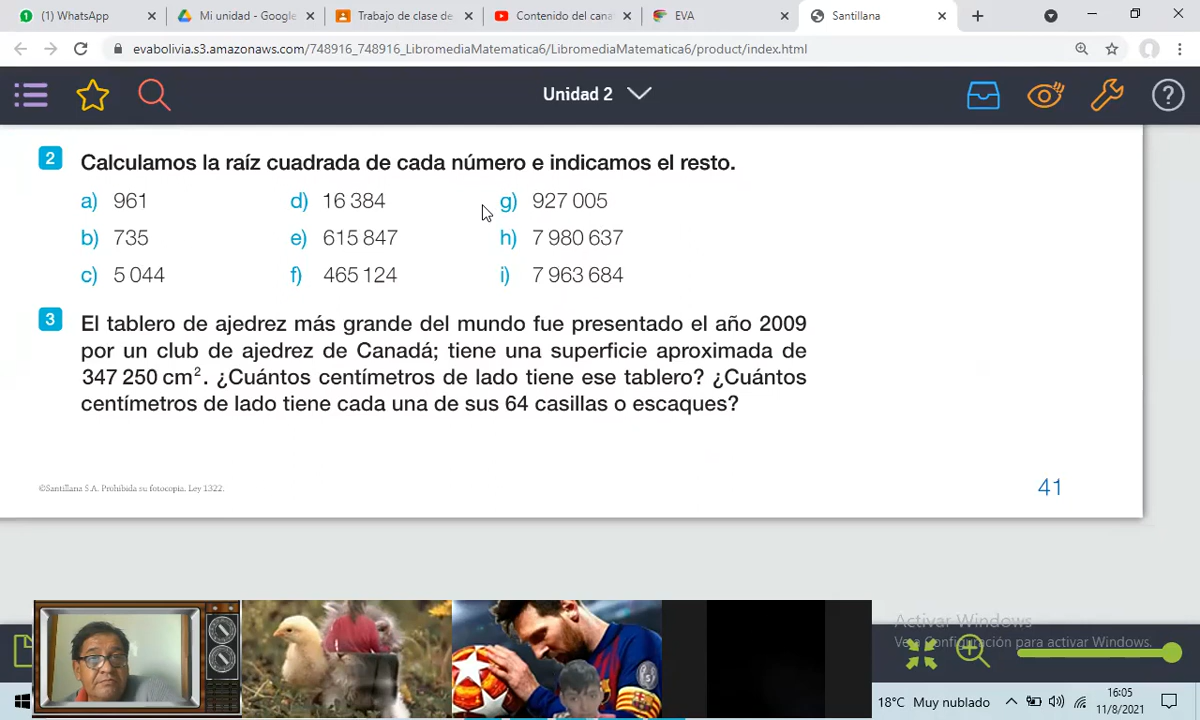 (1) WhatsApp
Mi unidad - Google
Trabajo de clase de
Contenido del cana
EVA
Santillana
evabolivia.s3.amazonaws.com/748916_748916_LibromediaMatematica6/LibromediaMatematica6/product/index.html
Unidad 2
2 Calculamos la raíz cuadrada de cada número e indicamos el resto.
a) 961 d) 16 384 g) 927 005
b) 735 e) 615 847 h) 7 980 637
c) 5 044 f) 465 124 i) 7 963 684
3 El tablero de ajedrez más grande del mundo fue presentado el año 2009
por un club de ajedrez de Canadá; tiene una superficie aproximada de
347 250 cm². ¿Cuántos centímetros de lado tiene ese tablero? ¿Cuántos
centímetros de lado tiene cada una de sus 64 casillas o escaques?
©Santillana S.A. Prohibida su fotocopia. Ley 1322.
41
Activar Windows
Ve a Configuración para activar Windows.
18°C Muy nublado
16:05
11/8/2021